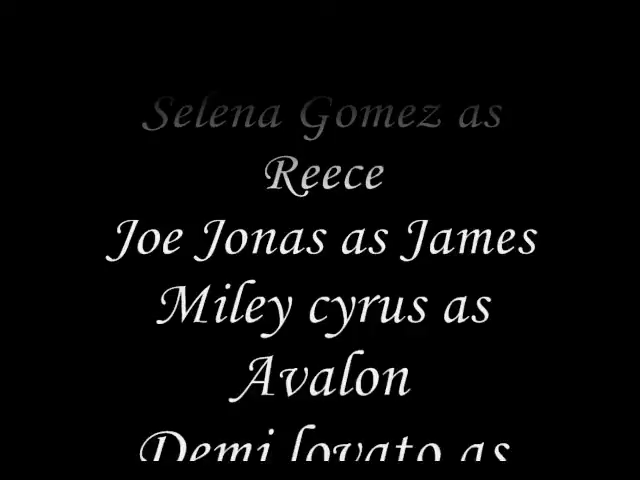 Selena Gomez as
Reece
Joe Jonas as James
Miley cyrus as
Avalon
Demi lovato as